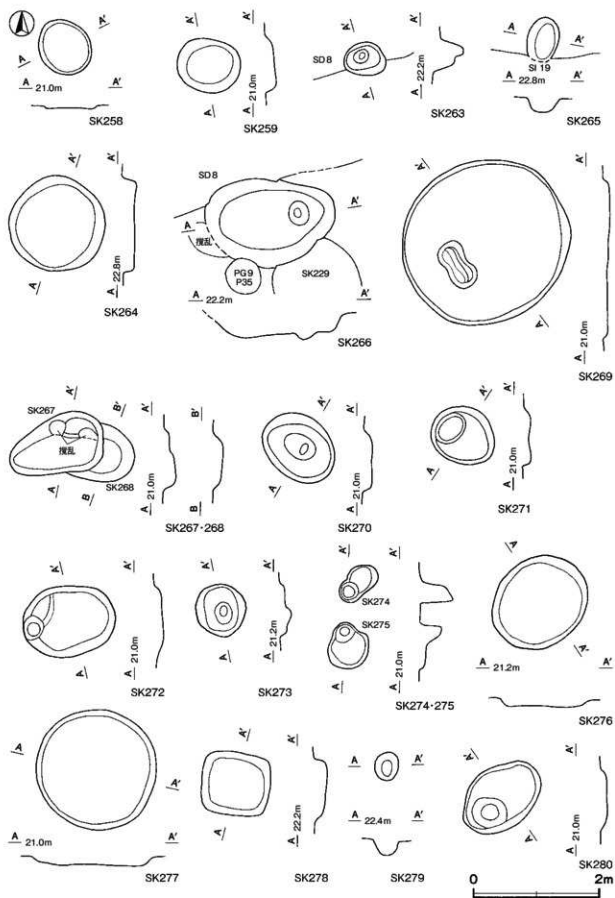 A A' 21.0m A A' SK258
A' A A' 21.0m A SK259
SD8 A' A A' 22.2m A SK263
A A' SI 19 A 22.8m A' SK265
A' A A' 22.8m A SK264
SD8 A A' 撹乱 PG9 P35 SK229 A 22.2m A' SK266
A' A A' 21.0m A SK269
SK267 A' B' 撹乱 SK268 A B A' 21.0m A B' B SK267・268
A' A A' 21.0m A SK270
A' A A' 21.0m A SK271
A' A A' 21.0m A SK272
A' A A' 21.2m A SK273
A' SK274 SK275 A A' 21.0m A SK274・275
A A' A 21.2m A' SK276
A A' A 21.0m A' SK277
A' A A' 22.2m A SK278
A A' A 22.4m A' SK279
A' A A' 21.0m A SK280
0 2m